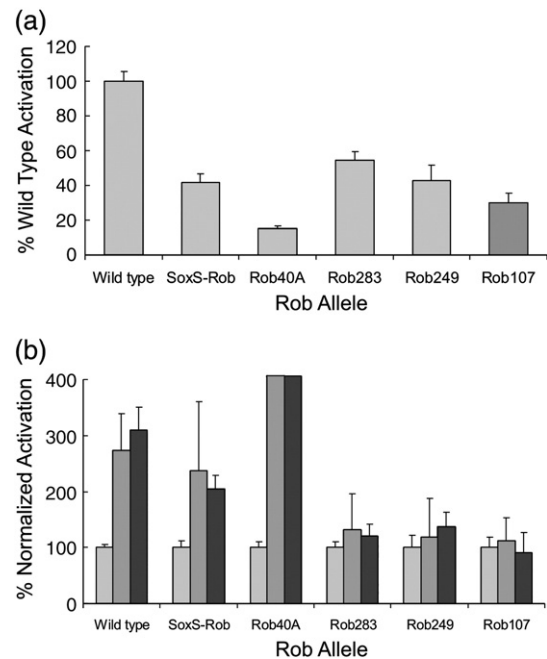 (a)
% Wild Type Activation
120
100
80
60
40
20
0
Wild type SoxS-Rob Rob40A Rob283 Rob249 Rob107
Rob Allele
(b)
% Normalized Activation
400
300
200
100
0
Wild type SoxS-Rob Rob40A Rob283 Rob249 Rob107
Rob Allele